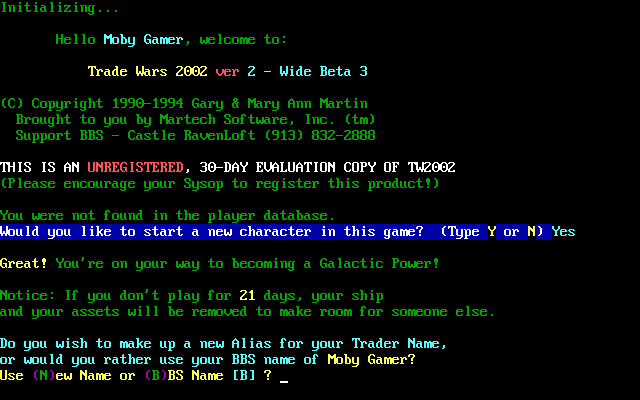 Initializing...
Hello Moby Gamer, welcome to:
Trade Wars 2002 ver 2 - Wide Beta 3
(C) Copyright 1990-1994 Gary & Mary Ann Martin
Brought to you by Martech Software, Inc. (tm)
Support BBS - Castle RavenLoft (913) 832-2888
THIS IS AN UNREGISTERED, 30-DAY EVALUATION COPY OF TW2002
(Please encourage your Sysop to register this product!)
You were not found in the player database.
Would you like to start a new character in this game?  (Type Y or N) Yes
Great! You're on your way to becoming a Galactic Power!
Notice: If you don't play for 21 days, your ship
and your assets will be removed to make room for someone else.
Do you wish to make up a new Alias for your Trader Name,
or would you rather use your BBS name of Moby Gamer?
Use (N)ew Name or (B)BS Name [B] ? _